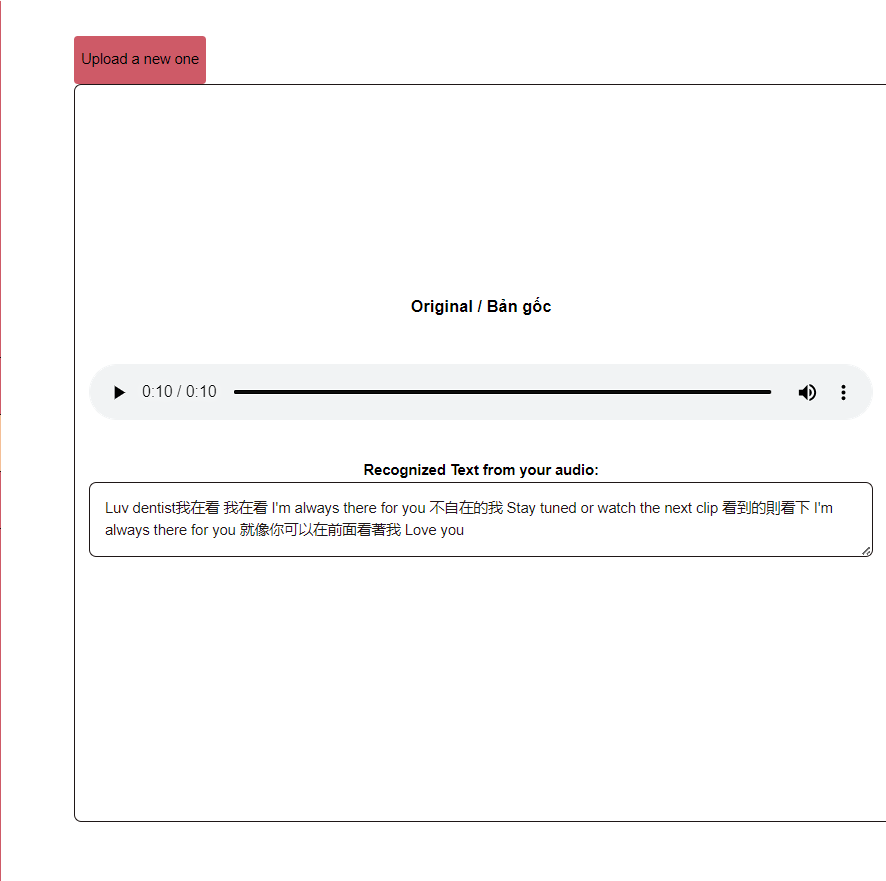 Upload a new one
Original / Bản gốc
0:10 / 0:10
Recognized Text from your audio:
Luv dentist我在看 我在看 I'm always there for you 不自在的我 Stay tuned or watch the next clip 看到的則看下 I'm
always there for you 就像你可以在前面看著我 Love you